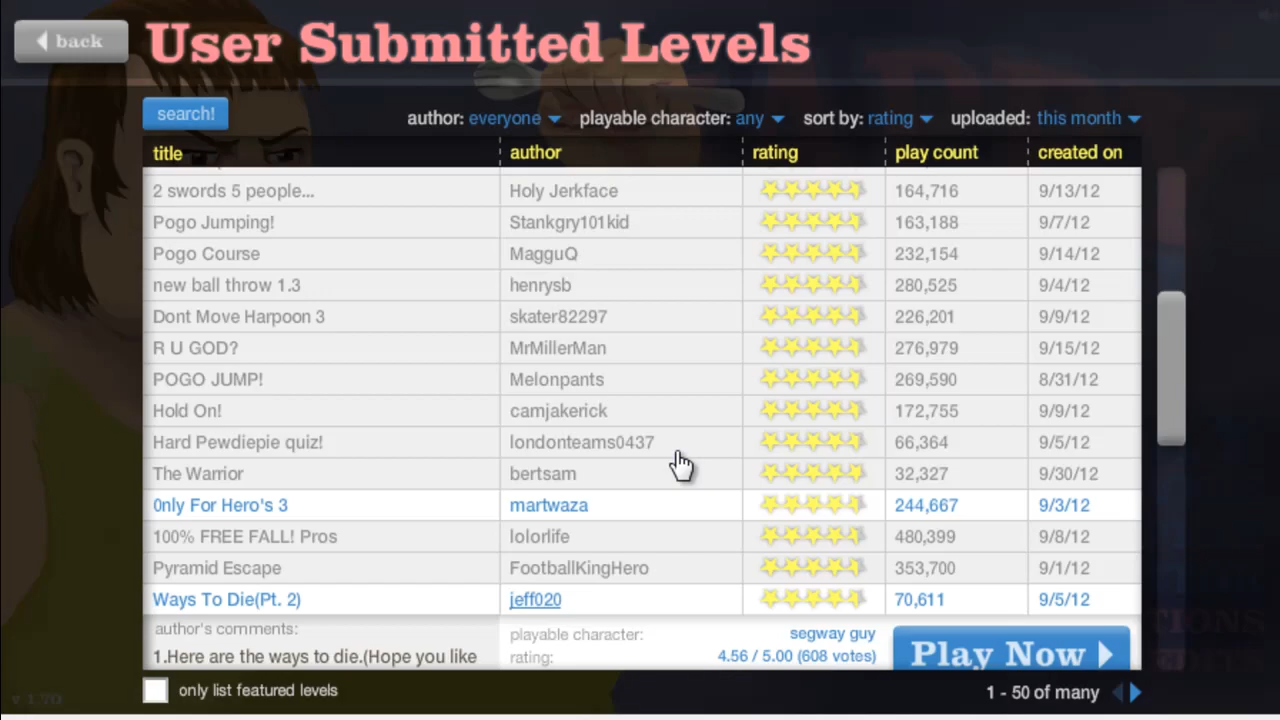 back
User Submitted Levels
search!
author: everyone playable character: any sort by: rating uploaded: this month
title author rating play count created on
2 swords 5 people... Holy Jerkface 164,716 9/13/12
Pogo Jumping! Stankgry101kid 163,188 9/7/12
Pogo Course MagguQ 232,154 9/14/12
new ball throw 1.3 henrysb 280,525 9/4/12
Dont Move Harpoon 3 skater82297 226,201 9/9/12
R U GOD? MrMillerMan 276,979 9/15/12
POGO JUMP! Melonpants 269,590 8/31/12
Hold On! camjakerick 172,755 9/9/12
Hard Pewdiepie quiz! londonteams0437 66,364 9/5/12
The Warrior bertsam 32,327 9/30/12
0nly For Hero's 3 martwaza 244,667 9/3/12
100% FREE FALL! Pros lolorlife 480,399 9/8/12
Pyramid Escape FootballKingHero 353,700 9/1/12
Ways To Die(Pt. 2) jeff020 70,611 9/5/12
author's comments:
1.Here are the ways to die.(Hope you like
playable character: segway guy
rating: 4.56 / 5.00 (608 votes)
Play Now
only list featured levels
1 - 50 of many
v 1.70